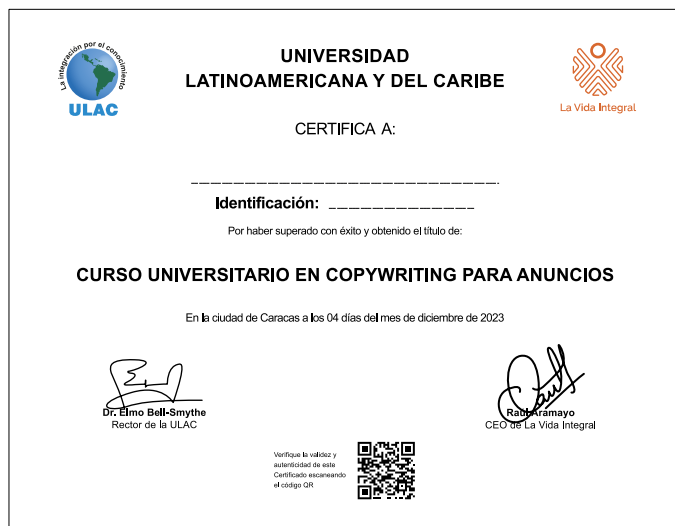 La integración por el conocimiento
ULAC
UNIVERSIDAD
LATINOAMERICANA Y DEL CARIBE
La Vida Integral
CERTIFICA A:
Identificación:
Por haber superado con éxito y obtenido el título de:
CURSO UNIVERSITARIO EN COPYWRITING PARA ANUNCIOS
En la ciudad de Caracas a los 04 días del mes de diciembre de 2023
Dr. Elmo Bell-Smythe
Rector de la ULAC
Raúl Aramayo
CEO de La Vida Integral
Verifique la validez y
autenticidad de este
Certificado escaneando
el código QR